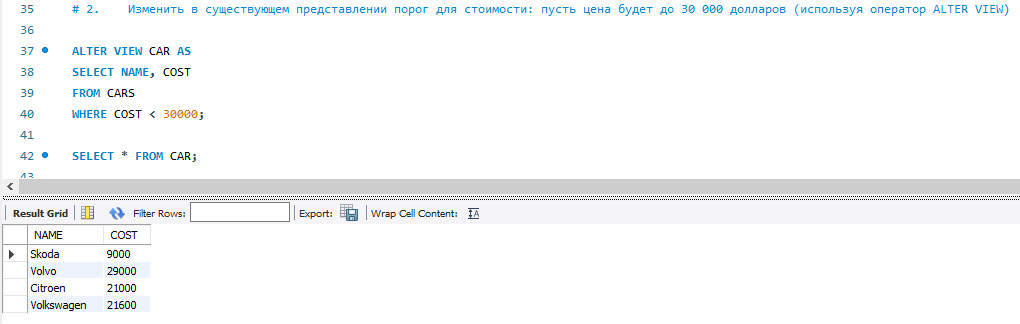 35 # 2. Изменить в существующем представлении порог для стоимости: пусть цена будет до 30 000 долларов (используя оператор ALTER VIEW)
36
37 ALTER VIEW CAR AS
38 SELECT NAME, COST
39 FROM CARS
40 WHERE COST < 30000;
41
42 SELECT * FROM CAR;
43
Result Grid Filter Rows: Export: Wrap Cell Content:
NAME COST
Skoda 9000
Volvo 29000
Citroen 21000
Volkswagen 21600